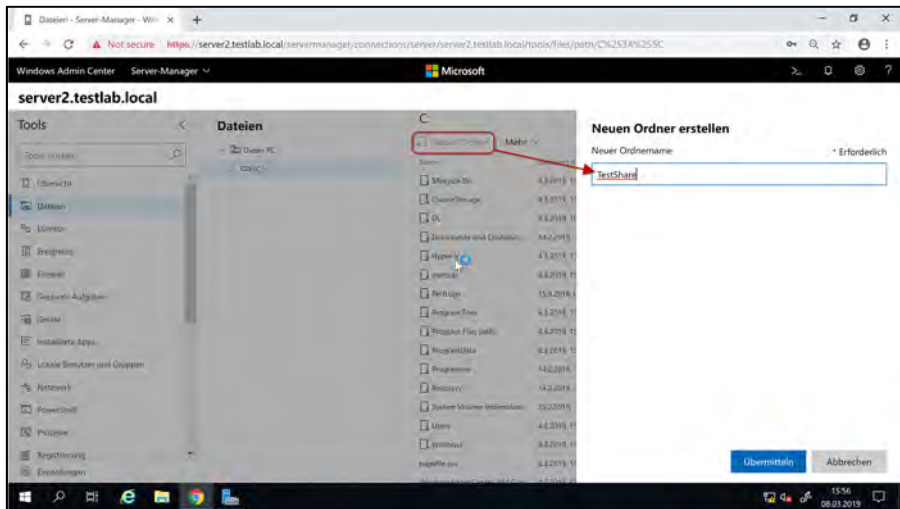 Dateien - Server-Manager - Win
Not secure https://server2.testlab.local/servermanager/connections/server/server2.testlab.local/tools/files/path/C%253A%255C
Windows Admin Center Server-Manager
Microsoft
server2.testlab.local
Tools
Dateien
C:
Neuer Ordner
Mehr
Dieser PC
Übersicht
Dateien
Dienste
Ereignisse
Firewall
Geplante Aufgaben
Geräte
Installierte Apps
Lokale Benutzer und Gruppen
Netzwerk
PowerShell
Prozesse
Registrierung
Einstellungen
$Recycle.Bin
ClusterStorage
DL
Hyper-V
inetpub
PerfLogs
Program Files
Program Files (x86)
ProgramData
Programme
Recovery
System Volume Information
Users
Windows
pagefile.sys
Neuen Ordner erstellen
Neuer Ordnername
* Erforderlich
TestShare
Übermitteln
Abbrechen
15:56
08.03.2019